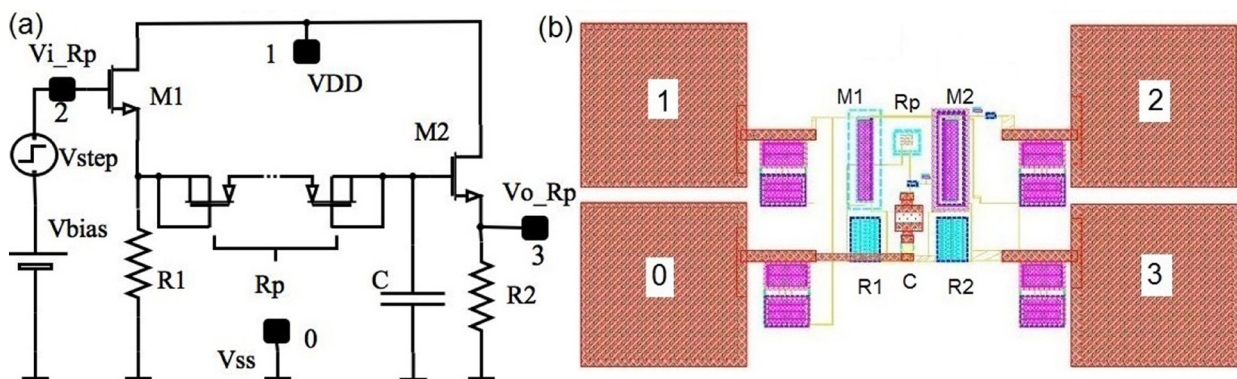 (a)
Vi_Rp
2
M1
1
VDD
Vstep
M2
Vo_Rp
3
Vbias
R1
Rp
C
R2
0
Vss
(b)
1
2
M1
Rp
M2
0
3
R1
C
R2